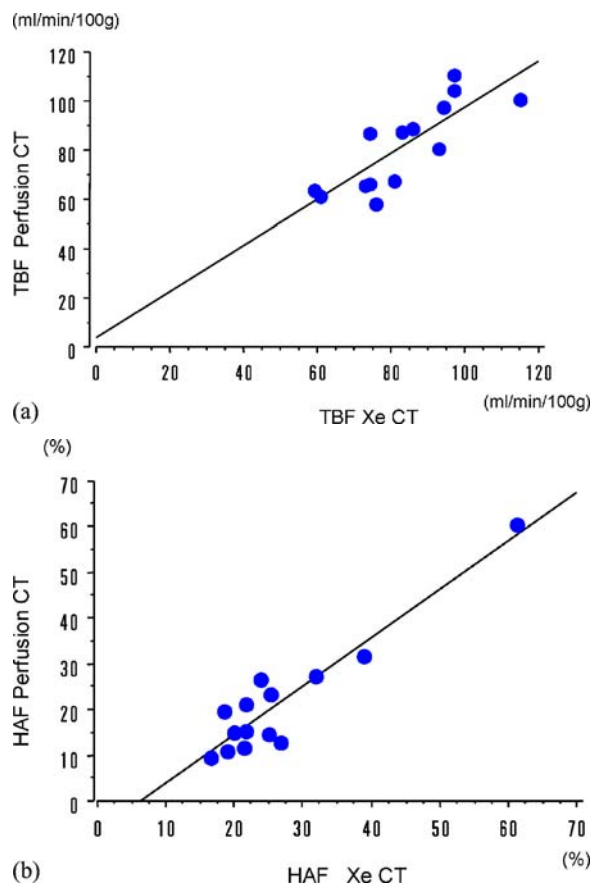 (ml/min/100g)
TBF Perfusion CT
120
100
80
60
40
20
0
0 20 40 60 80 100 120
(a)
TBF Xe CT
(ml/min/100g)
(%)
HAF Perfusion CT
70
60
50
40
30
20
10
0
0 10 20 30 40 50 60 70
(%)
(b)
HAF Xe CT